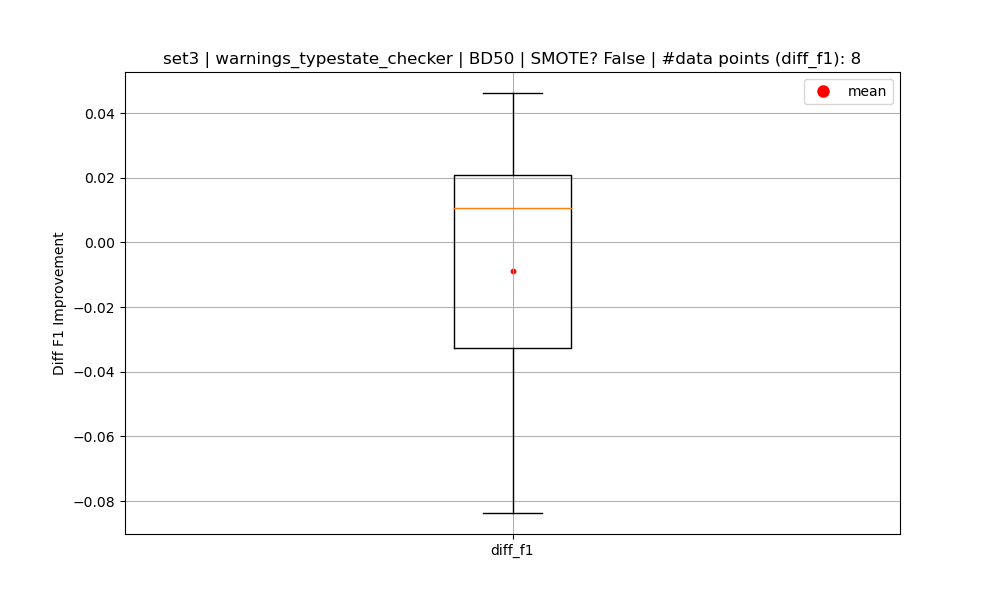 set3 | warnings_typestate_checker | BD50 | SMOTE? False | #data points (diff_f1): 8
mean
0.04
0.02
0.00
−0.02
−0.04
−0.06
−0.08
Diff F1 Improvement
diff_f1